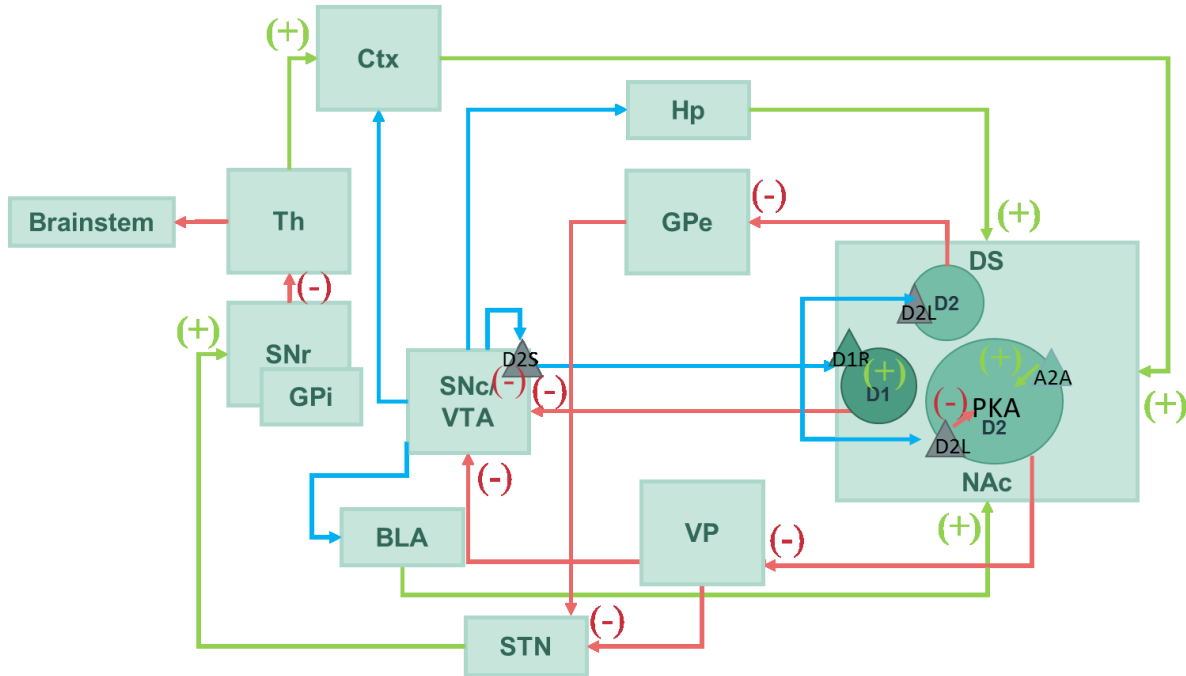 (+)
Ctx
Hp
Th
GPe
(-)
Brainstem
(+)
DS
(-)
(+)
SNr
GPi
D2S
SNc/
VTA
(-)
(-)
D2L
D2
D1R
(+)
D1
(+)
A2A
(-)
PKA
D2
D2L
NAc
(+)
(-)
BLA
VP
(-)
(+)
STN
(-)